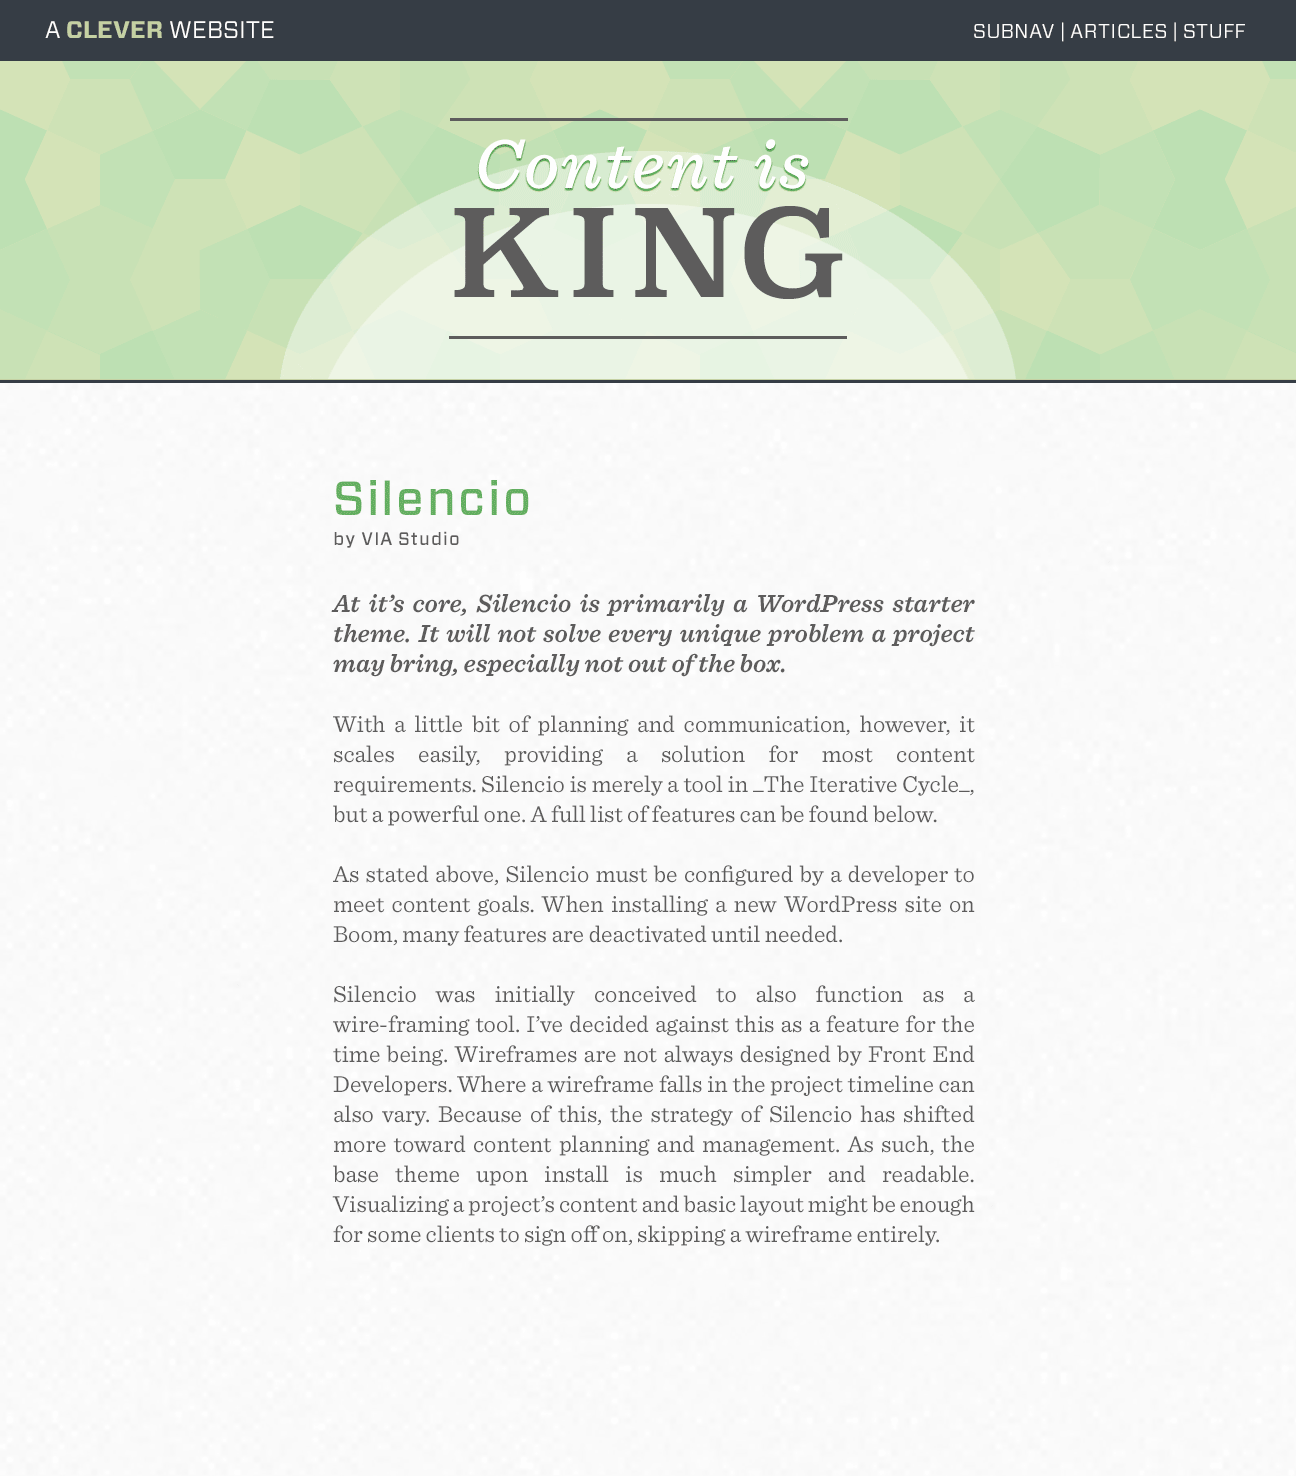 A CLEVER WEBSITE
SUBNAV | ARTICLES | STUFF
Content is
KING
Silencio
by VIA Studio
At it’s core, Silencio is primarily a WordPress starter
theme. It will not solve every unique problem a project
may bring, especially not out of the box.
With a little bit of planning and communication, however, it
scales easily, providing a solution for most content
requirements. Silencio is merely a tool in _The Iterative Cycle_,
but a powerful one. A full list of features can be found below.
As stated above, Silencio must be configured by a developer to
meet content goals. When installing a new WordPress site on
Boom, many features are deactivated until needed.
Silencio was initially conceived to also function as a
wire-framing tool. I’ve decided against this as a feature for the
time being. Wireframes are not always designed by Front End
Developers. Where a wireframe falls in the project timeline can
also vary. Because of this, the strategy of Silencio has shifted
more toward content planning and management. As such, the
base theme upon install is much simpler and readable.
Visualizing a project’s content and basic layout might be enough
for some clients to sign off on, skipping a wireframe entirely.